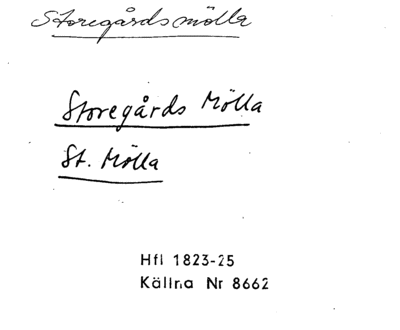 Storegårdsmölla
Storegårds Mölla
St. Mölla
Hfl 1823-25
Källna Nr 8662